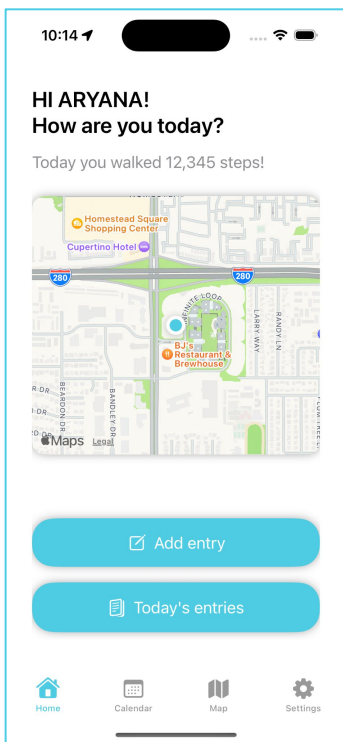 10:14
HI ARYANA!
How are you today?
Today you walked 12,345 steps!
Homestead Square
Shopping Center
Cupertino Hotel
280
280
INFINITE LOOP
LARRY WAY
RANDY LN
BJ's
Restaurant &
Brewhouse
BEARDON DR
BANDLEY DR
R DR
Maps
Legal
Add entry
Today's entries
Home
Calendar
Map
Settings